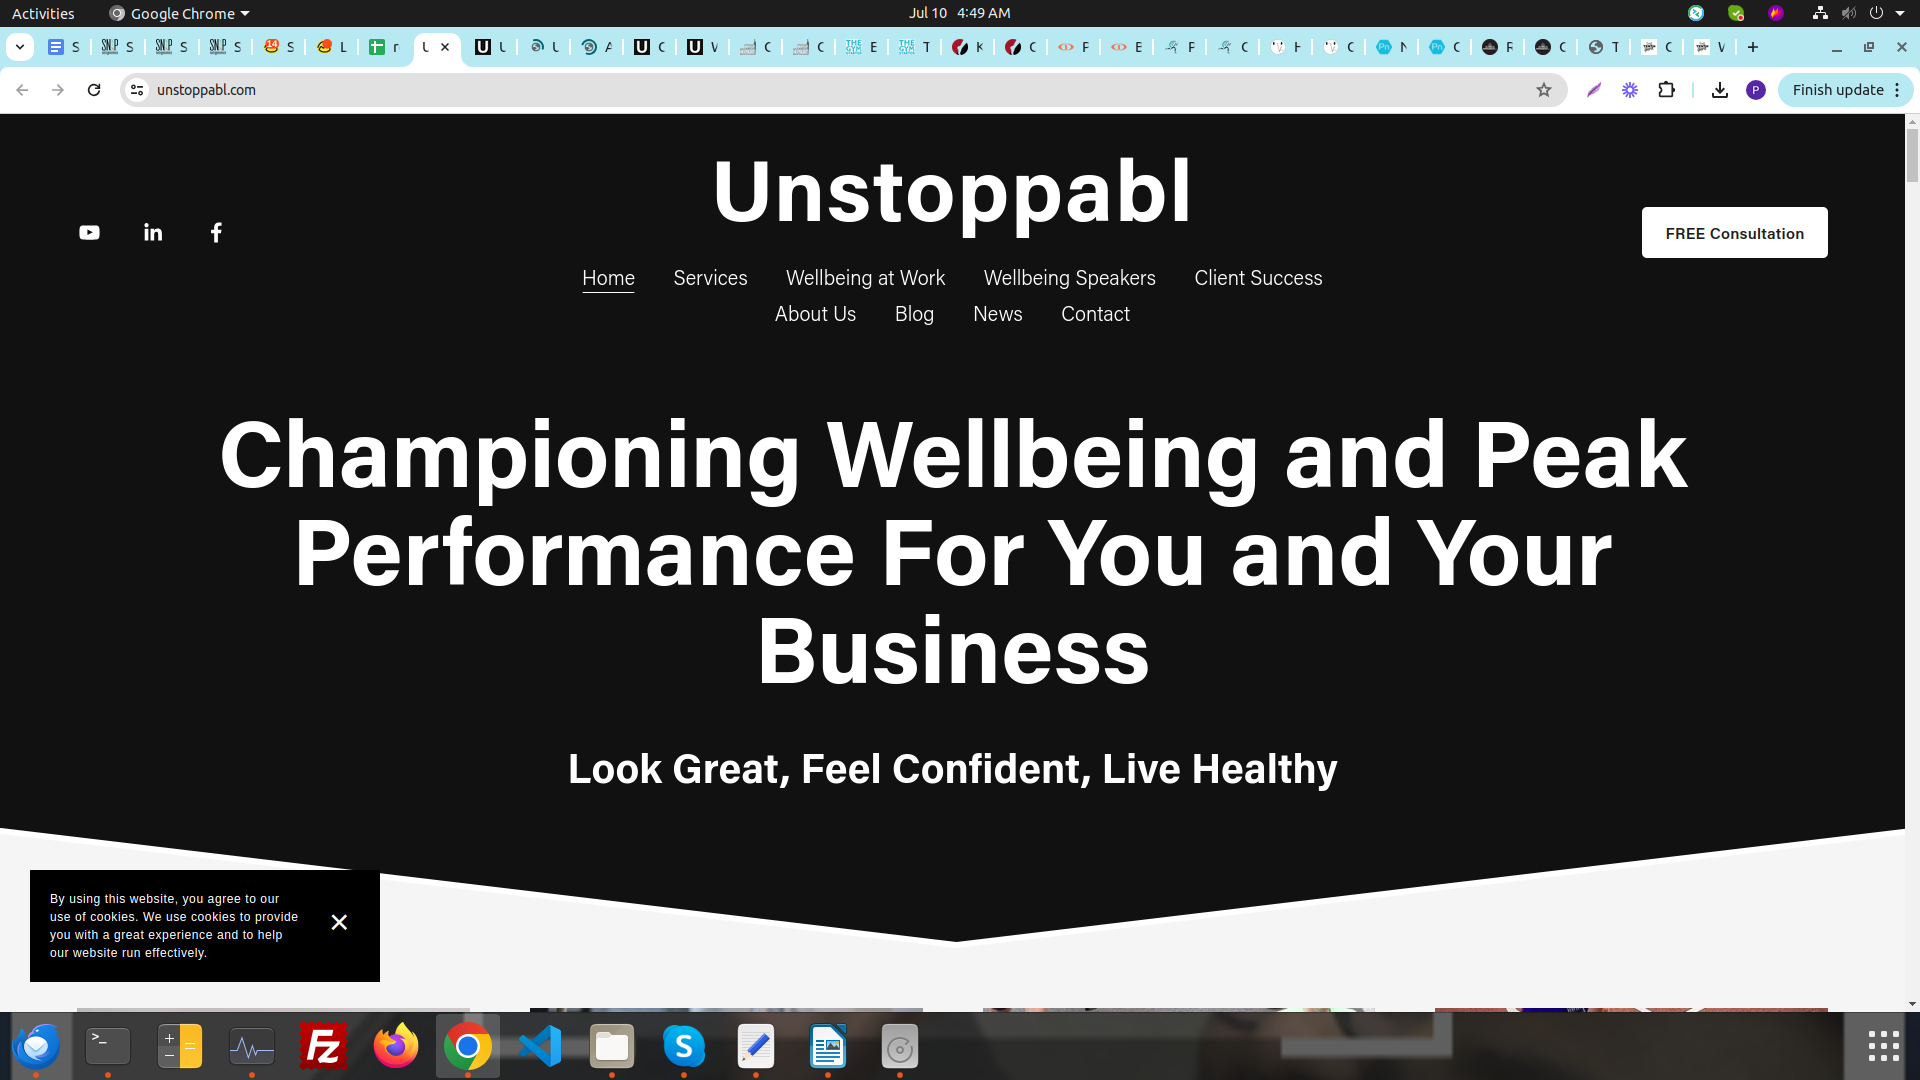 Activities
Google Chrome
Jul 10 4:49 AM
unstoppabl.com
P
Finish update
Unstoppabl
FREE Consultation
Home
Services
Wellbeing at Work
Wellbeing Speakers
Client Success
About Us
Blog
News
Contact
Championing Wellbeing and Peak
Performance For You and Your
Business
Look Great, Feel Confident, Live Healthy
By using this website, you agree to our
use of cookies. We use cookies to provide
you with a great experience and to help
our website run effectively.